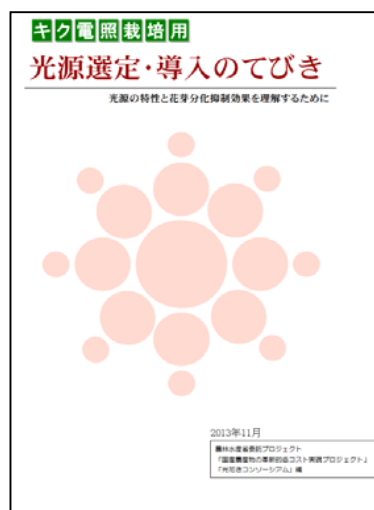 キク電照栽培用
光源選定・導入のてびき
光源の特性と花芽分化抑制効果を理解するために
2013年11月
農林水産省委託プロジェクト
「国産農産物の革新的低コスト実現プロジェクト」
「光花きコンソーシアム」編